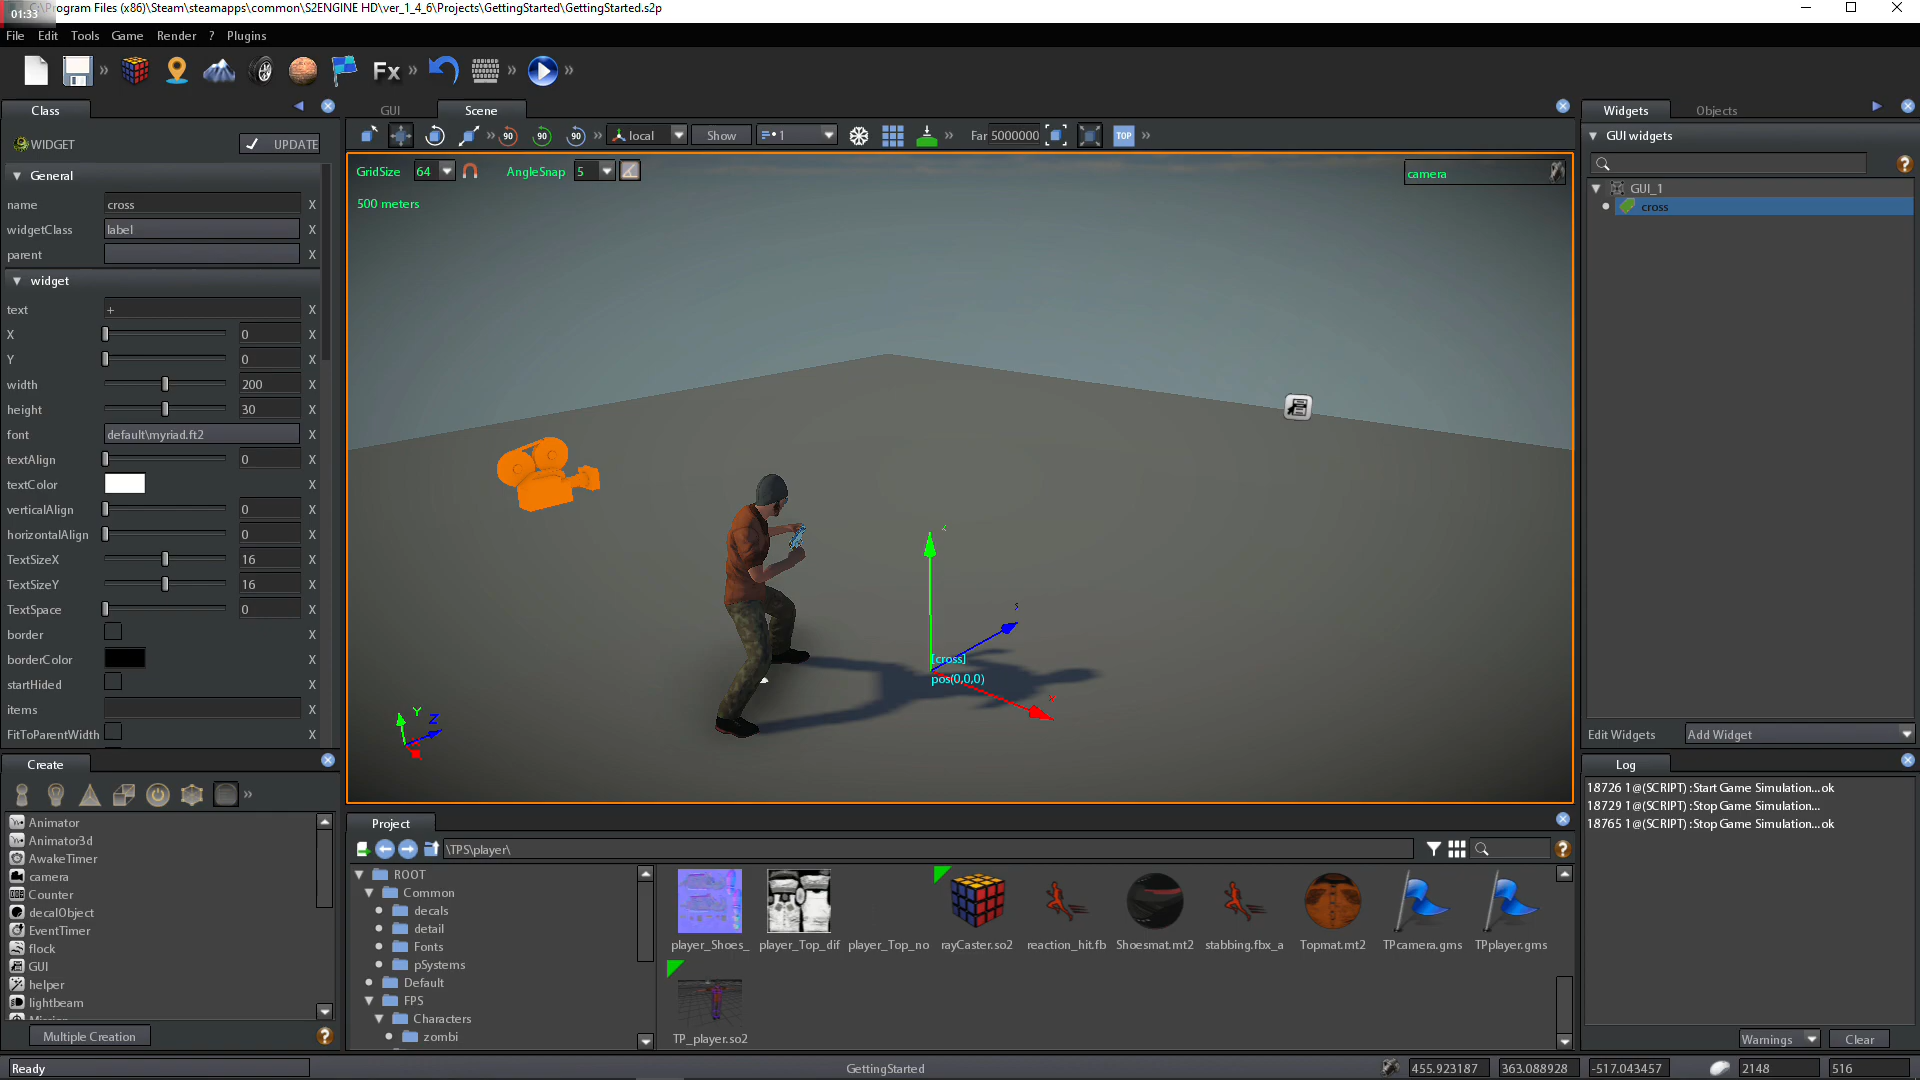 01:33
C:\Program Files (x86)\Steam\steamapps\common\S2ENGINE HD\ver_1_4_6\Projects\GettingStarted\GettingStarted.s2p
File Edit Tools Game Render ? Plugins
Fx
Class
WIDGET
UPDATE
General
name cross X
widgetClass label X
parent X
widget
text + X
X 0 X
Y 0 X
width 200 X
height 30 X
font default\myriad.ft2 X
textAlign 0 X
textColor X
verticalAlign 0 X
horizontalAlign 0 X
TextSizeX 16 X
TextSizeY 16 X
TextSpace 0 X
border X
borderColor X
startHided X
items X
FitToParentWidth X
Create
Animator
Animator3d
AwakeTimer
camera
Counter
decalObject
EventTimer
flock
GUI
helper
lightbeam
Multiple Creation
GUI Scene
90 90 90 local Show 1 Far 5000000 TOP
GridSize 64 AngleSnap 5
500 meters
camera
[cross]
pos(0,0,0)
Y Z
Project
\TPS\player\
ROOT
Common
decals
detail
Fonts
pSystems
Default
FPS
Characters
zombi
player_Shoes_ player_Top_dif player_Top_no rayCaster.so2 reaction_hit.fb Shoesmat.mt2 stabbing.fbx_a Topmat.mt2 TPcamera.gms TPplayer.gms
TP_player.so2
Widgets Objects
GUI widgets
GUI_1
cross
Edit Widgets Add Widget
Log
18726 1@(SCRIPT) :Start Game Simulation...ok
18729 1@(SCRIPT) :Stop Game Simulation...
18765 1@(SCRIPT) :Stop Game Simulation...ok
Warnings Clear
Ready GettingStarted 455.923187 363.088928 -517.043457 2148 516